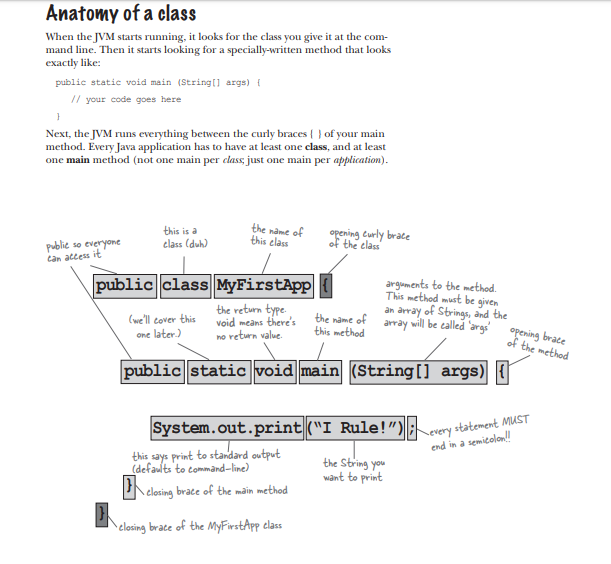 Anatomy of a class
When the JVM starts running, it looks for the class you give it at the com-
mand line. Then it starts looking for a specially-written method that looks
exactly like:
public static void main (String[] args) {
// your code goes here
}
Next, the JVM runs everything between the curly braces { } of your main
method. Every Java application has to have at least one class, and at least
one main method (not one main per class; just one main per application).
public so everyone
can access it
this is a
class (duh)
the name of
this class
opening curly brace
of the class
public class MyFirstApp {
(we'll cover this
one later.)
the return type.
void means there's
no return value.
the name of
this method
arguments to the method.
This method must be given
an array of Strings, and the
array will be called 'args'
opening brace
of the method
public static void main (String[] args) {
System.out.print ("I Rule!") ;
every statement MUST
end in a semicolon!!
this says print to standard output
(defaults to command-line)
the String you
want to print
}
closing brace of the main method
}
closing brace of the MyFirstApp class